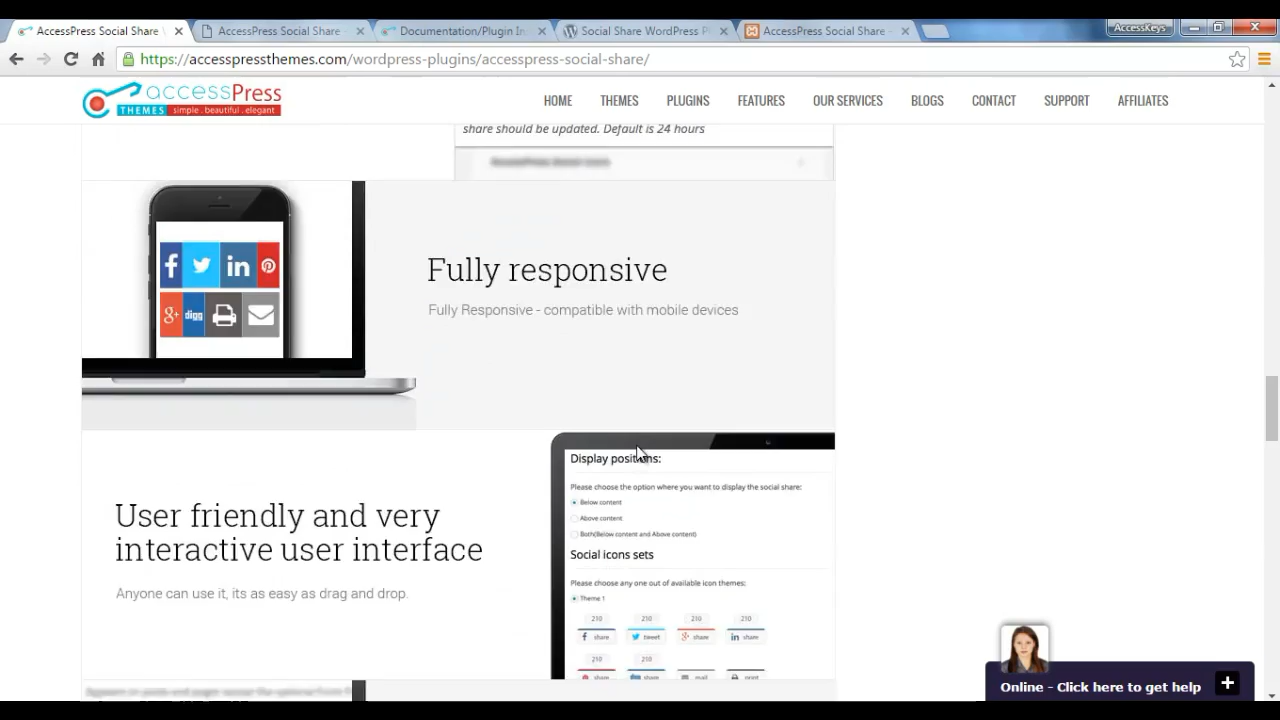 AccessPress Social Share
AccessPress Social Share
Documentation/Plugin In
Social Share WordPress P
AccessPress Social Share
AccessKeys
https://accesspressthemes.com/wordpress-plugins/accesspress-social-share/
accessPress
THEMES simple . beautiful . elegant
HOME
THEMES
PLUGINS
FEATURES
OUR SERVICES
BLOGS
CONTACT
SUPPORT
AFFILIATES
share should be updated. Default is 24 hours
AccessPress Social Icons
f
in
g+
digg
Fully responsive
Fully Responsive - compatible with mobile devices
User friendly and very
interactive user interface
Anyone can use it, its as easy as drag and drop.
Display positions:
Please choose the option where you want to display the social share:
Below content
Above content
Both(Below content and Above content)
Social icons sets
Please choose any one out of available icon themes:
Theme 1
210 210 210 210
f share tweet g+ share in share
210 210
share share mail print
Online - Click here to get help